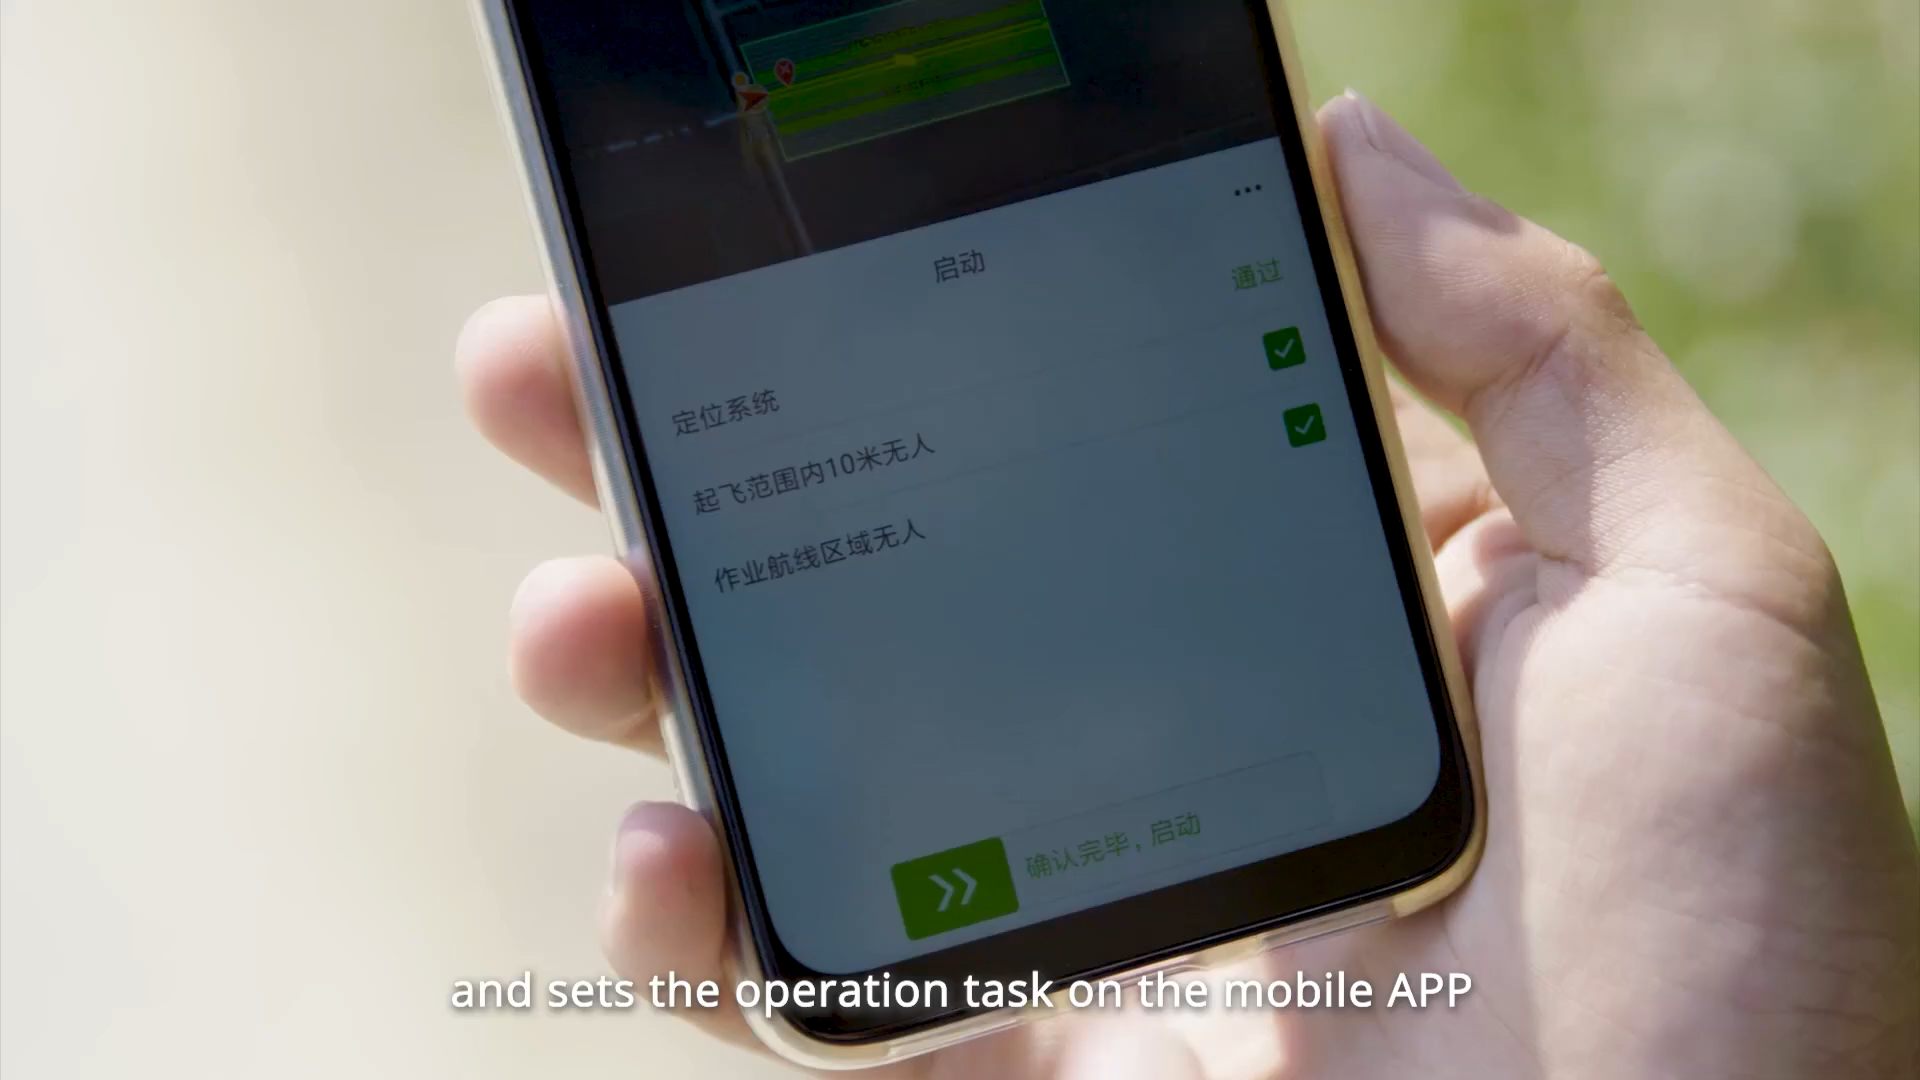 启动
通过
定位系统
起飞范围内10米无人
作业航线区域无人
确认完毕，启动
and sets the operation task on the mobile APP